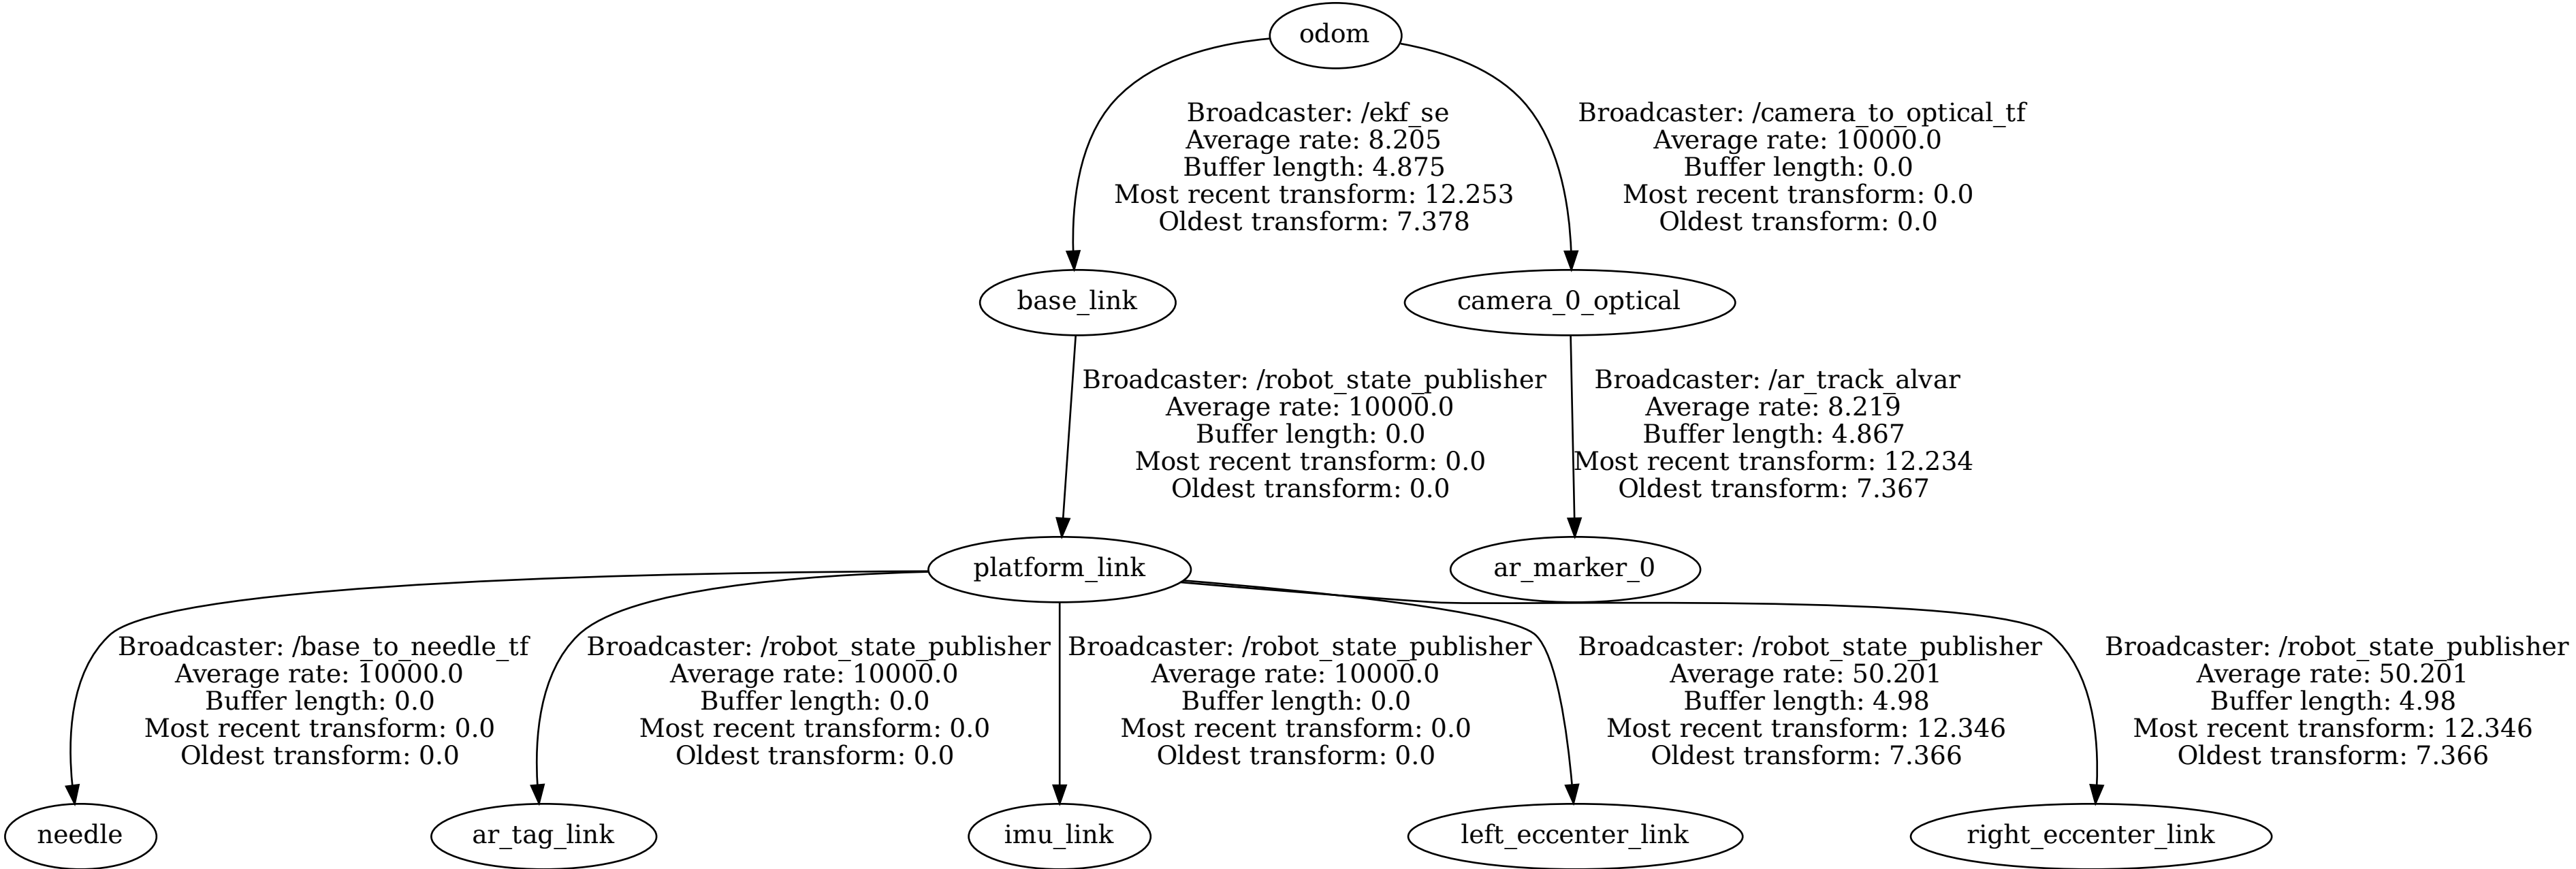 odom
Broadcaster: /ekf_se
Average rate: 8.205
Buffer length: 4.875
Most recent transform: 12.253
Oldest transform: 7.378
Broadcaster: /camera_to_optical_tf
Average rate: 10000.0
Buffer length: 0.0
Most recent transform: 0.0
Oldest transform: 0.0
base_link
camera_0_optical
Broadcaster: /robot_state_publisher
Average rate: 10000.0
Buffer length: 0.0
Most recent transform: 0.0
Oldest transform: 0.0
Broadcaster: /ar_track_alvar
Average rate: 8.219
Buffer length: 4.867
Most recent transform: 12.234
Oldest transform: 7.367
platform_link
ar_marker_0
Broadcaster: /base_to_needle_tf
Average rate: 10000.0
Buffer length: 0.0
Most recent transform: 0.0
Oldest transform: 0.0
Broadcaster: /robot_state_publisher
Average rate: 10000.0
Buffer length: 0.0
Most recent transform: 0.0
Oldest transform: 0.0
Broadcaster: /robot_state_publisher
Average rate: 10000.0
Buffer length: 0.0
Most recent transform: 0.0
Oldest transform: 0.0
Broadcaster: /robot_state_publisher
Average rate: 50.201
Buffer length: 4.98
Most recent transform: 12.346
Oldest transform: 7.366
Broadcaster: /robot_state_publisher
Average rate: 50.201
Buffer length: 4.98
Most recent transform: 12.346
Oldest transform: 7.366
needle
ar_tag_link
imu_link
left_eccenter_link
right_eccenter_link